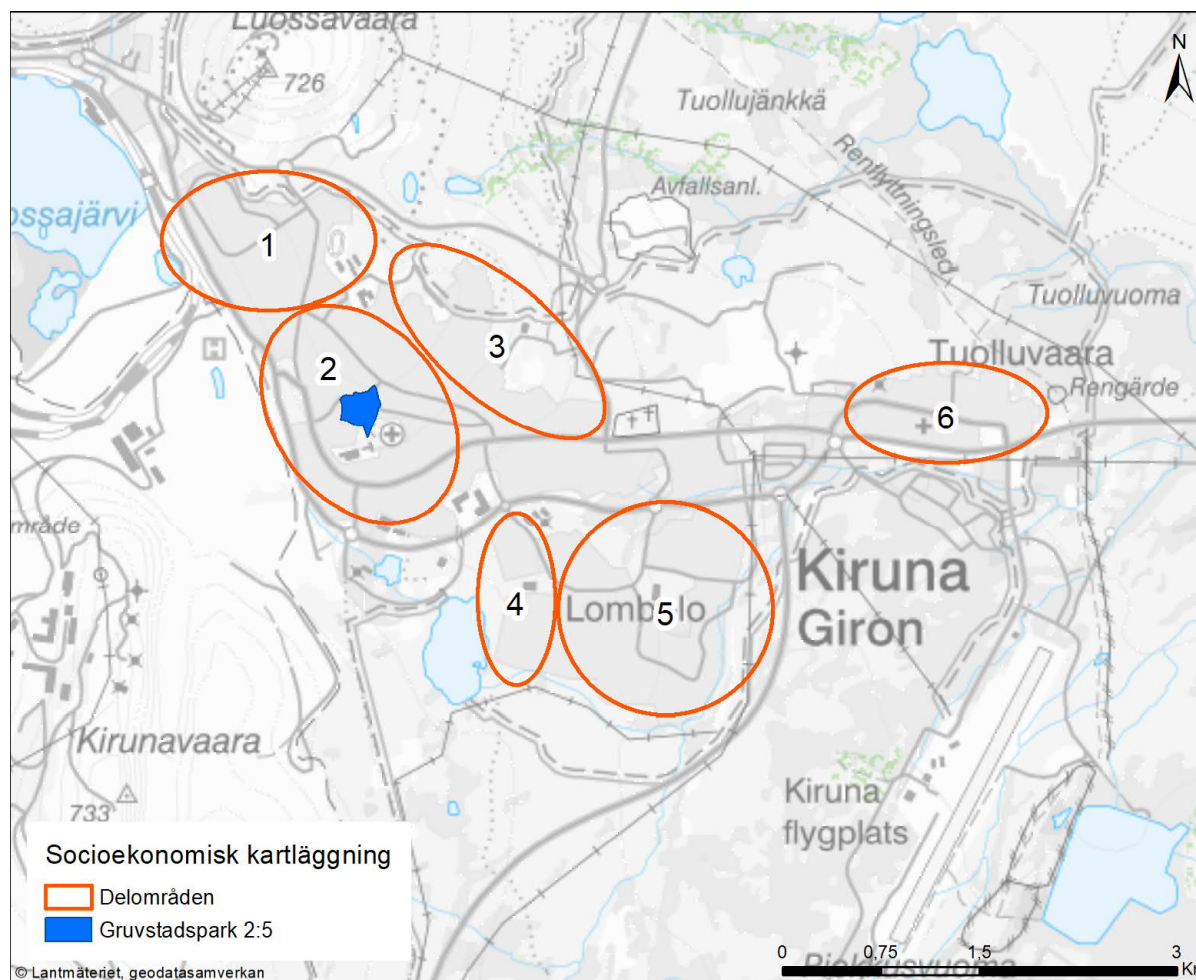 Luossavaara
726
N
Tuollujänkkä
Renflyttningsled
Avfallsanl.
ossajärvi
1
Tuolluvuoma
3
2
Tuolluvaara
Rengärde
H
6
område
4
Lombolo
5
Kiruna
Giron
Kirunavaara
733
Kiruna
flygplats
Socioekonomisk kartläggning
Delområden
Gruvstadspark 2:5
0 0,75 1,5 3
© Lantmäteriet, geodatasamverkan